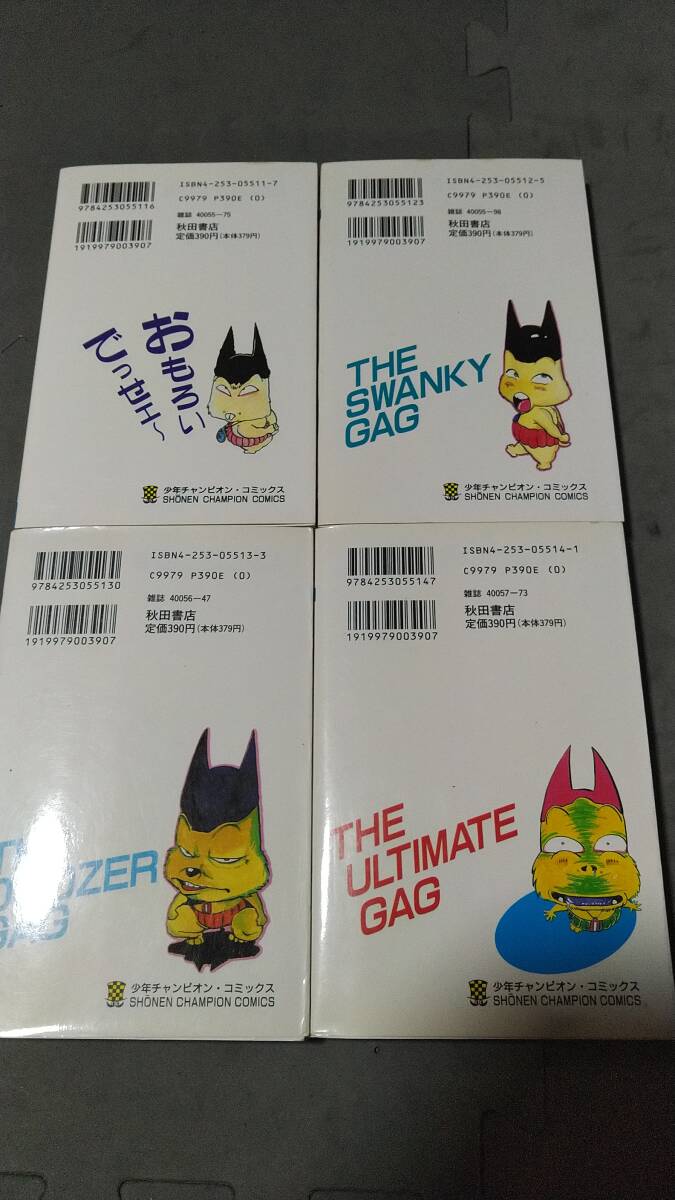 ISBN4-253-05511-7
C9979 P390E (0)
9784253055116
雑誌 40055-75
秋田書店
定価390円(本体379円)
1919979003907
おもろい
でっセエ~
少年チャンピオン・コミックス
SHŌNEN CHAMPION COMICS
ISBN4-253-05512-5
C9979 P390E (0)
9784253055123
雑誌 40055-98
秋田書店
定価390円(本体379円)
1919979003907
THE
SWANKY
GAG
少年チャンピオン・コミックス
SHŌNEN CHAMPION COMICS
ISBN4-253-05513-3
C9979 P390E (0)
9784253055130
雑誌 40056-47
秋田書店
定価390円(本体379円)
1919979003907
GAG
少年チャンピオン・コミックス
SHŌNEN CHAMPION COMICS
ISBN4-253-05514-1
C9979 P390E (0)
9784253055147
雑誌 40057-73
秋田書店
定価390円(本体379円)
1919979003907
THE
ULTIMATE
GAG
少年チャンピオン・コミックス
SHŌNEN CHAMPION COMICS